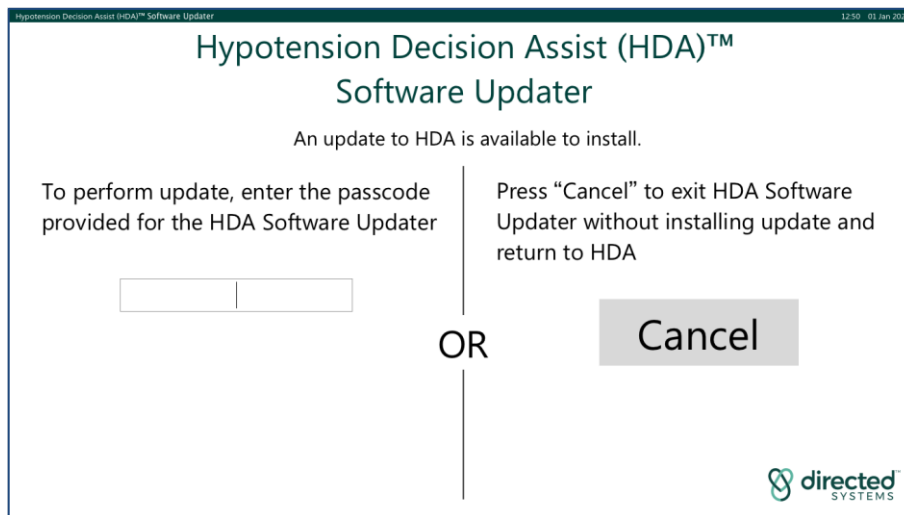 Hypotension Decision Assist (HDA)™ Software Updater
12:50 01 Jan 202
Hypotension Decision Assist (HDA)™
Software Updater
An update to HDA is available to install.
To perform update, enter the passcode
provided for the HDA Software Updater
OR
Press “Cancel” to exit HDA Software
Updater without installing update and
return to HDA
Cancel
directed™
SYSTEMS